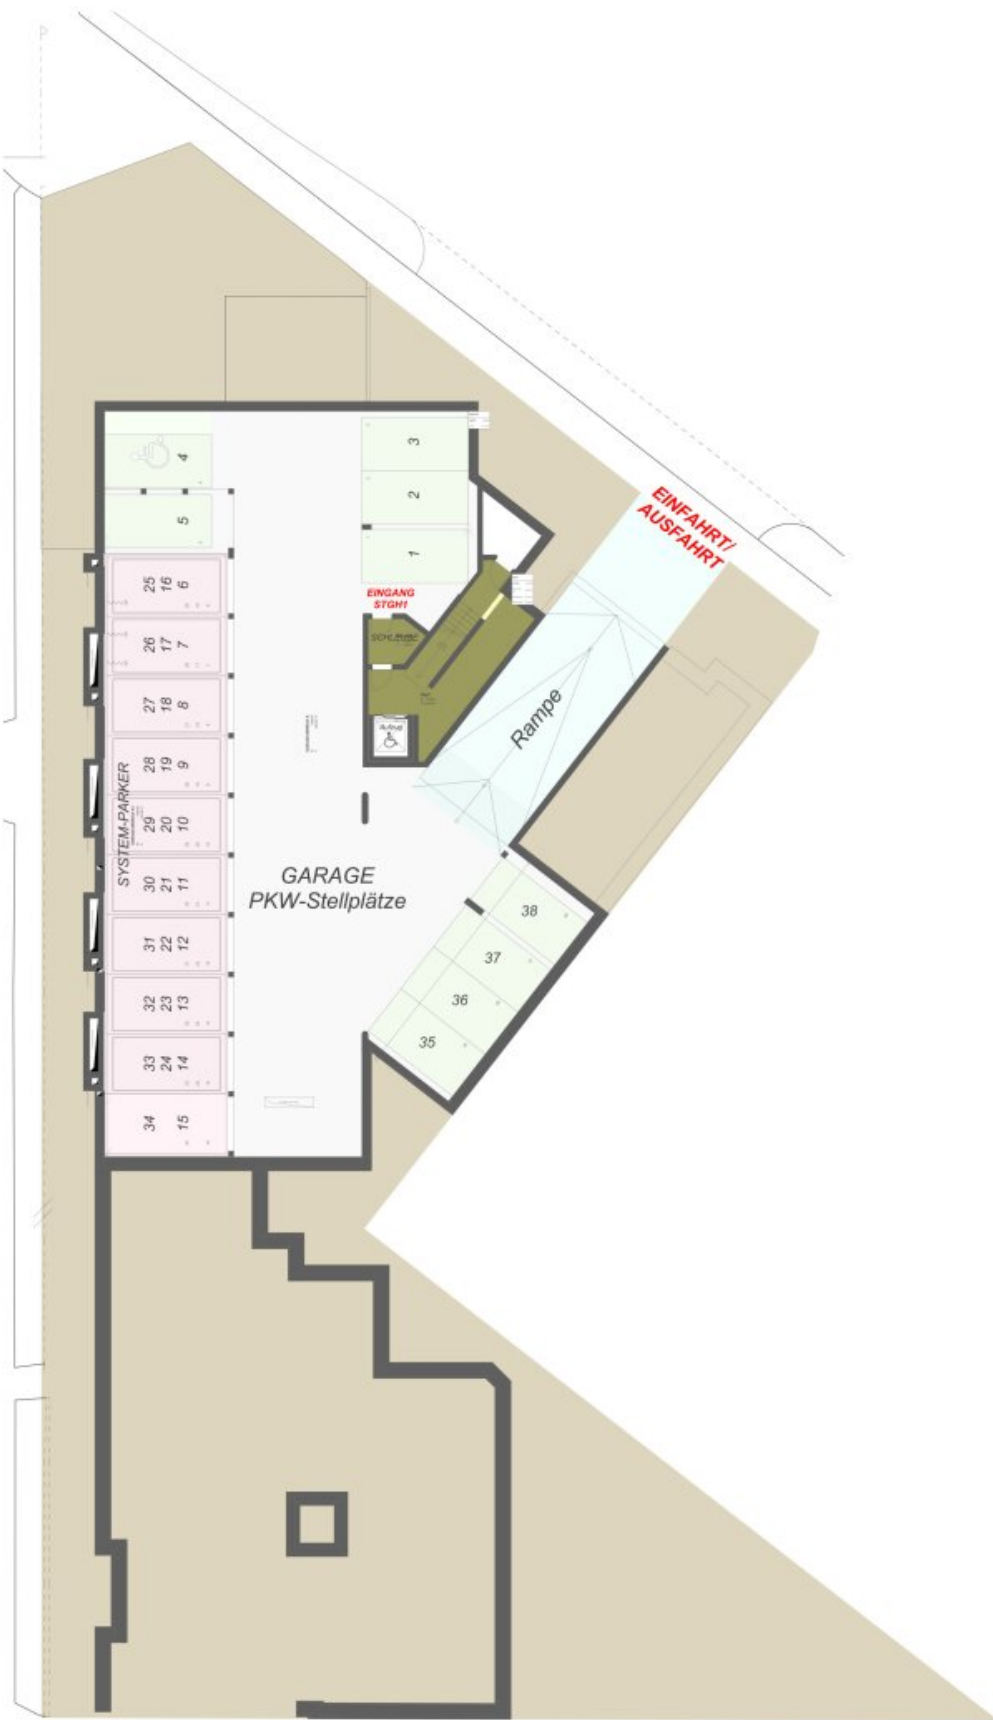 EINFAHRT/
AUSFAHRT
3
2
1
4
5
EINGANG
STGH1
SCHLEUSE
Aufzug
Rampe
25 16 6
26 17 7
27 18 8
28 19 9
29 20 10
30 21 11
31 22 12
32 23 13
33 24 14
34 15
SYSTEM-PARKER
GARAGE
PKW-Stellplätze
38
37
36
35